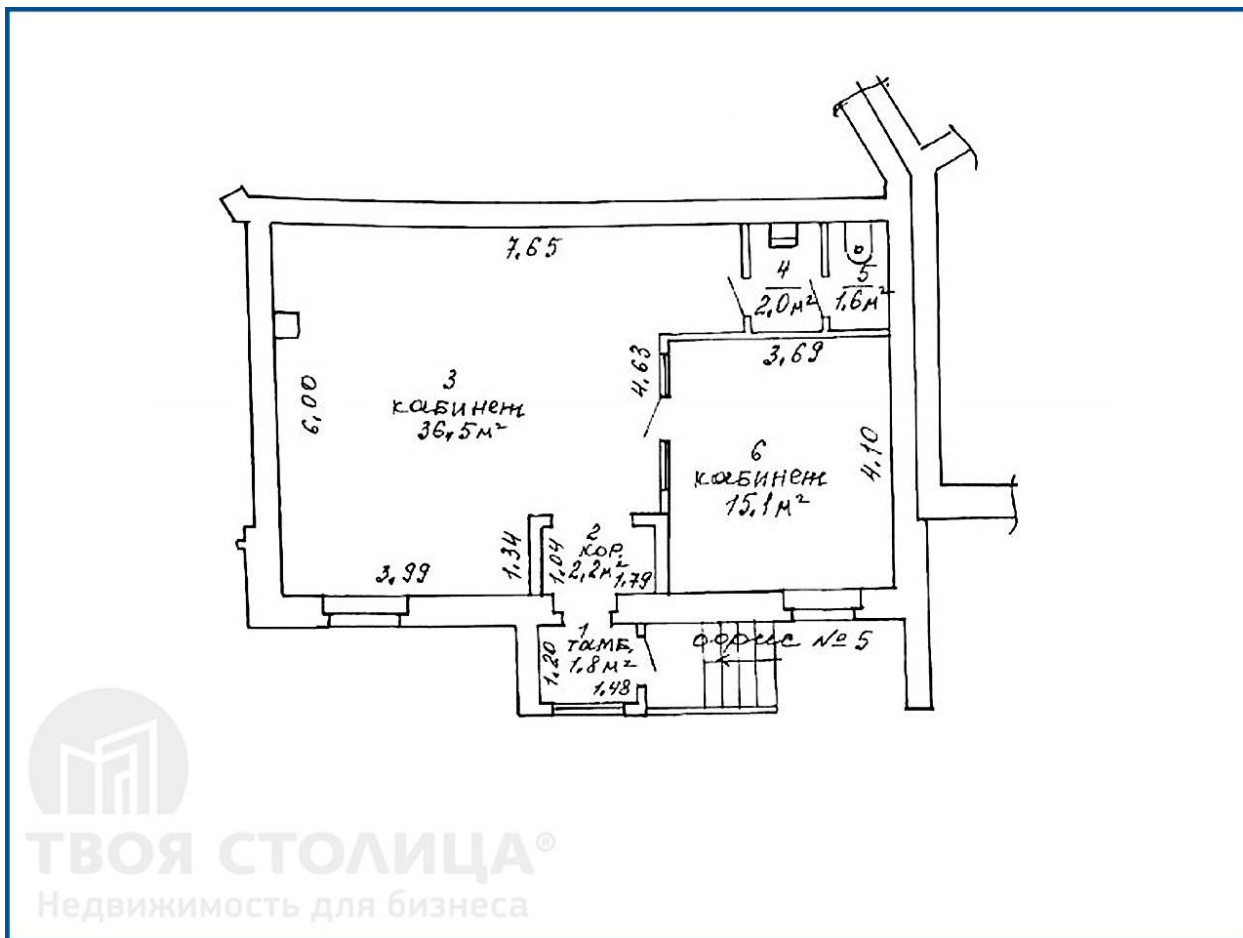 7,65
4
2,0м²
5
1,6м²
3,69
4,63
3
кабинет
36,5м²
6,00
6
кабинет
15,1м²
4,10
2
кор.
2,2м²
1,34
1,04
1,79
3,99
1
тамб.
1,8м²
1,20
1,48
офис № 5
ТВОЯ СТОЛИЦА®
Недвижимость для бизнеса